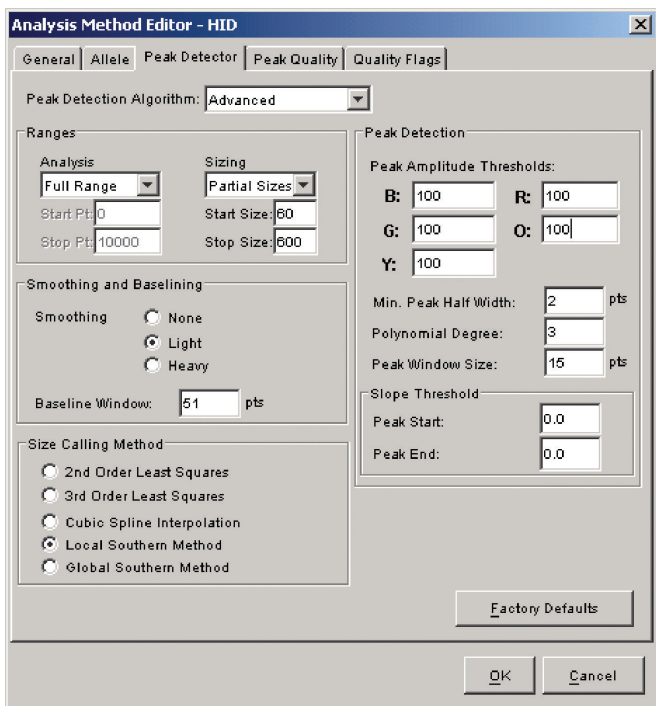 Analysis Method Editor - HID
General Allele Peak Detector Peak Quality Quality Flags
Peak Detection Algorithm: Advanced
Ranges
Analysis
Full Range
Start Pt: 0
Stop Pt: 10000
Sizing
Partial Sizes
Start Size: 60
Stop Size: 600
Smoothing and Baselining
Smoothing
None
Light
Heavy
Baseline Window: 51 pts
Size Calling Method
2nd Order Least Squares
3rd Order Least Squares
Cubic Spline Interpolation
Local Southern Method
Global Southern Method
Peak Detection
Peak Amplitude Thresholds:
B: 100 R: 100
G: 100 O: 100
Y: 100
Min. Peak Half Width: 2 pts
Polynomial Degree: 3
Peak Window Size: 15 pts
Slope Threshold
Peak Start: 0.0
Peak End: 0.0
Factory Defaults
OK Cancel